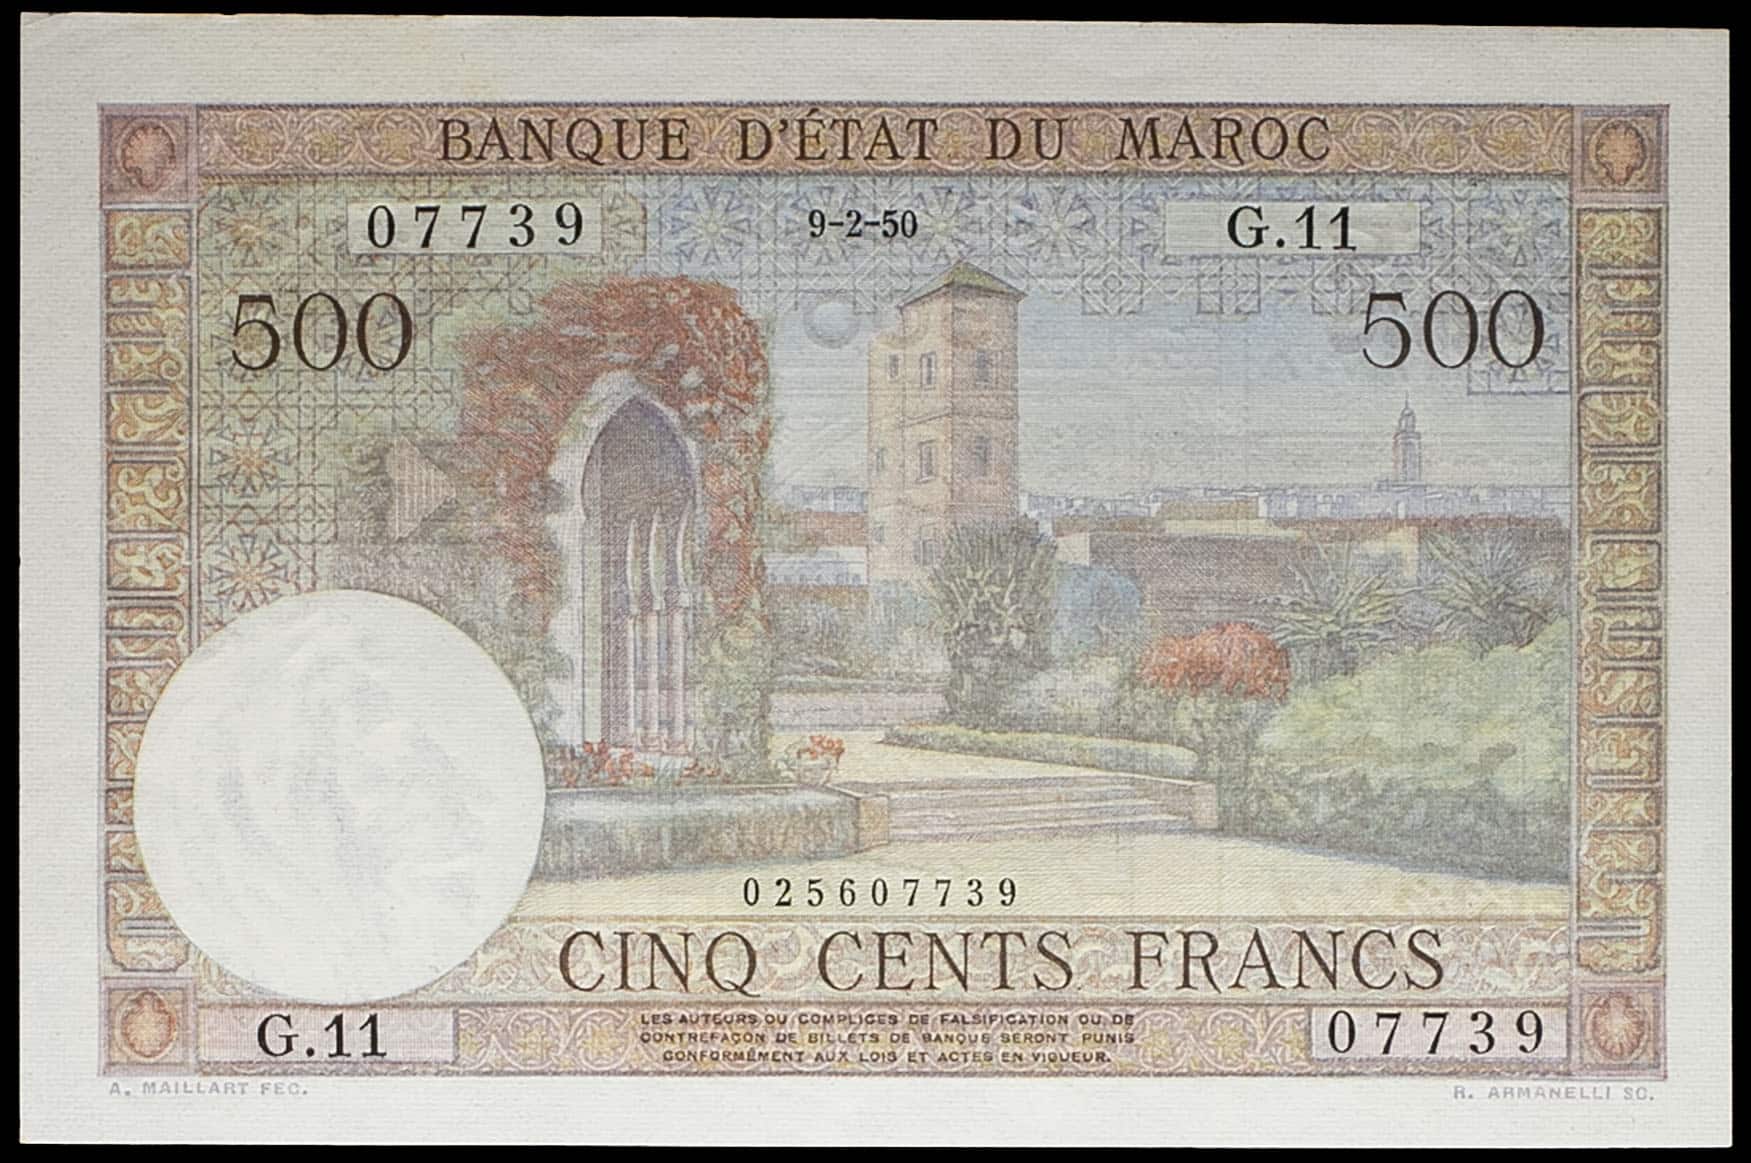 BANQUE D'ÉTAT DU MAROC
07739
9-2-50
G.11
500
500
025607739
CINQ CENTS FRANCS
G.11
LES AUTEURS OU COMPLICES DE FALSIFICATION OU DE
CONTREFAÇON DE BILLETS DE BANQUE SERONT PUNIS
CONFORMÉMENT AUX LOIS ET ACTES EN VIGUEUR.
07739
A. MAILLART FEC.
R. ARMANELLI SC.